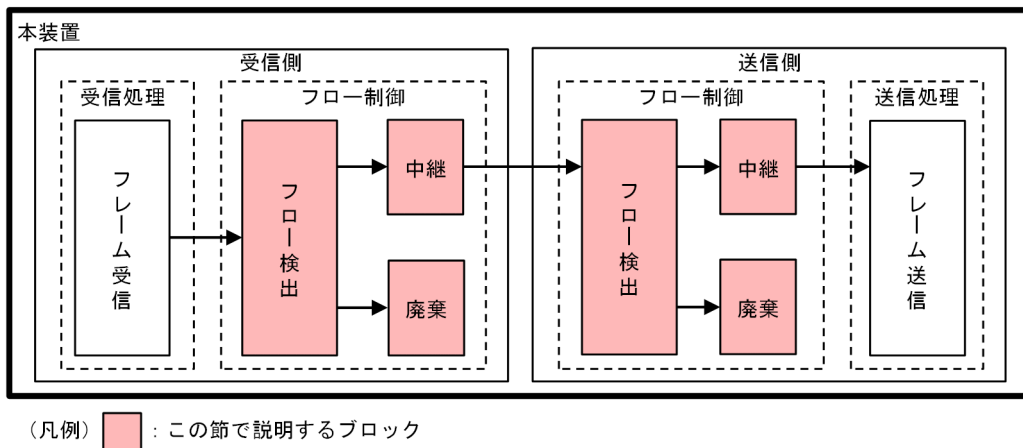 本装置
受信側
送信側
受信処理
フロー制御
フロー制御
送信処理
フレーム受信
フロー検出
中継
廃棄
フロー検出
中継
廃棄
フレーム送信
(凡例) : この節で説明するブロック